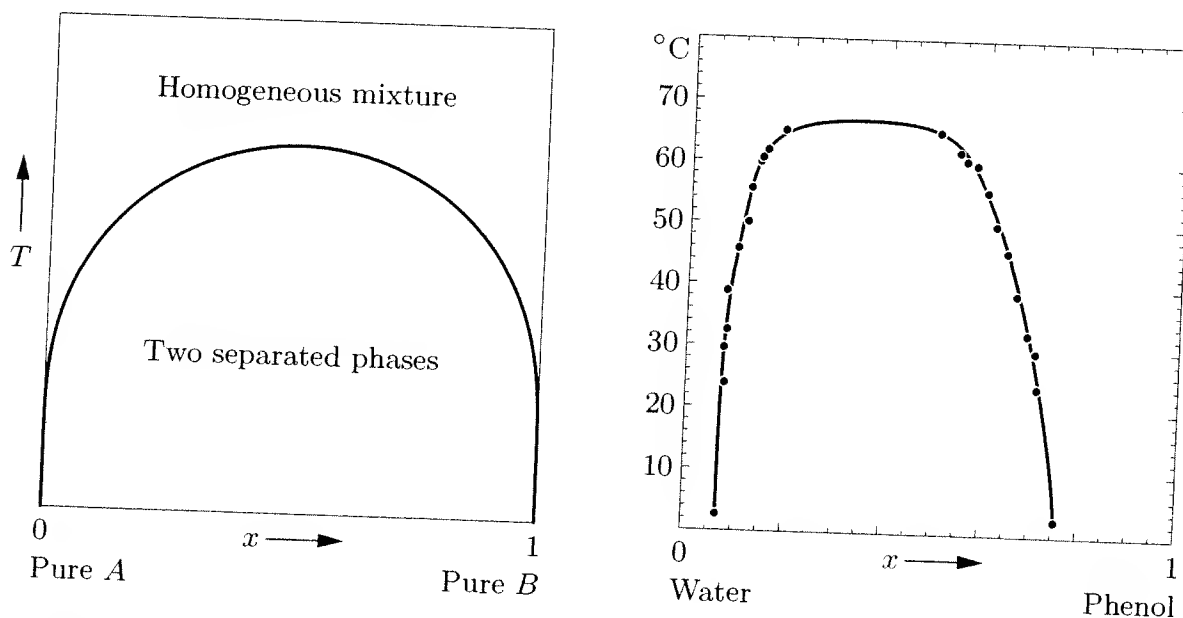 Homogeneous mixture
T
Two separated phases
0
x
1
Pure A
Pure B
°C
70
60
50
40
30
20
10
0
x
1
Water
Phenol